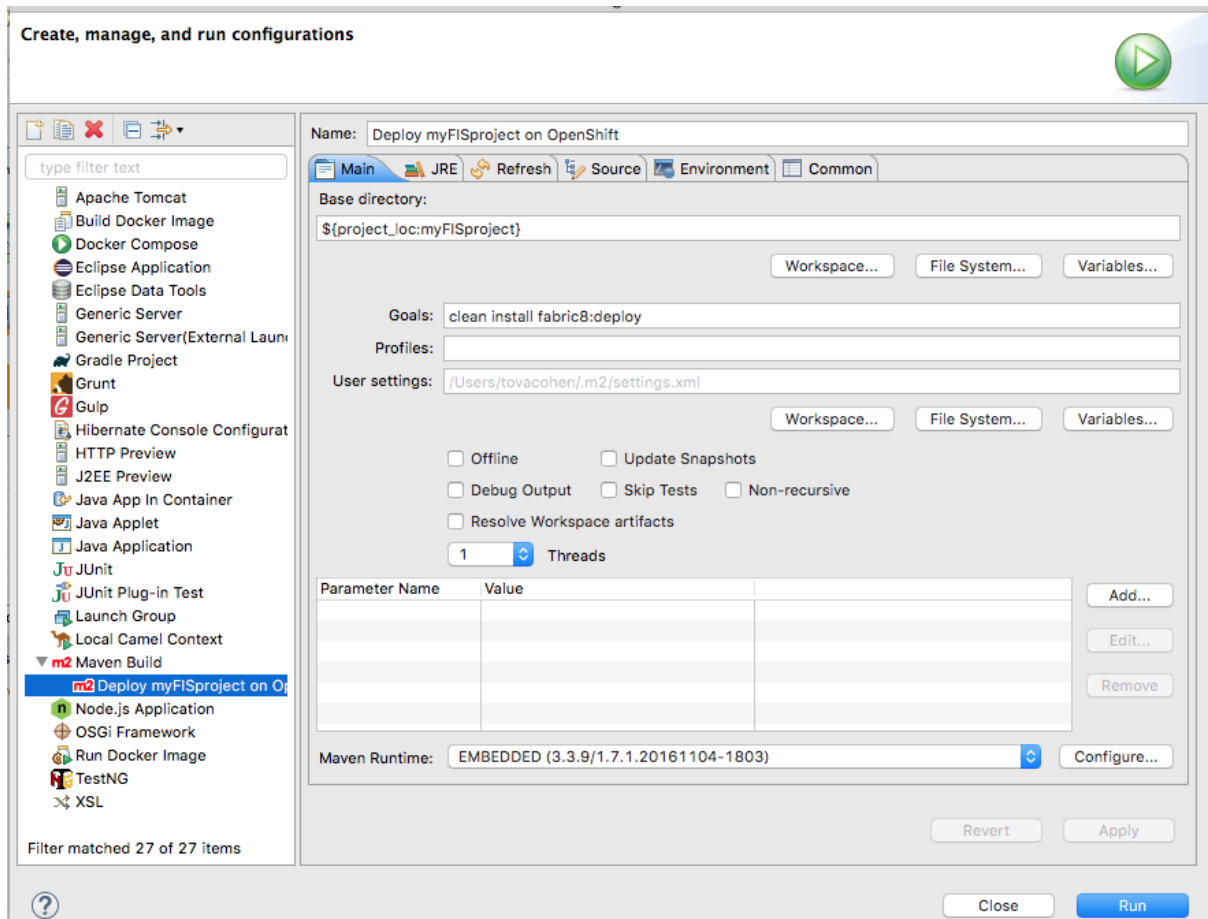 Create, manage, and run configurations
type filter text
Apache Tomcat
Build Docker Image
Docker Compose
Eclipse Application
Eclipse Data Tools
Generic Server
Generic Server(External Laun
Gradle Project
Grunt
Gulp
Hibernate Console Configurat
HTTP Preview
J2EE Preview
Java App In Container
Java Applet
Java Application
JUnit
JUnit Plug-in Test
Launch Group
Local Camel Context
m2 Maven Build
m2 Deploy myFISproject on Op
Node.js Application
OSGi Framework
Run Docker Image
TestNG
XSL
Filter matched 27 of 27 items
Name: Deploy myFISproject on OpenShift
Main JRE Refresh Source Environment Common
Base directory:
${project_loc:myFISproject}
Workspace... File System... Variables...
Goals: clean install fabric8:deploy
Profiles:
User settings: /Users/tovacohen/.m2/settings.xml
Workspace... File System... Variables...
Offline Update Snapshots
Debug Output Skip Tests Non-recursive
Resolve Workspace artifacts
1 Threads
Parameter Name Value
Add...
Edit...
Remove
Maven Runtime: EMBEDDED (3.3.9/1.7.1.20161104-1803) Configure...
Revert Apply
? Close Run